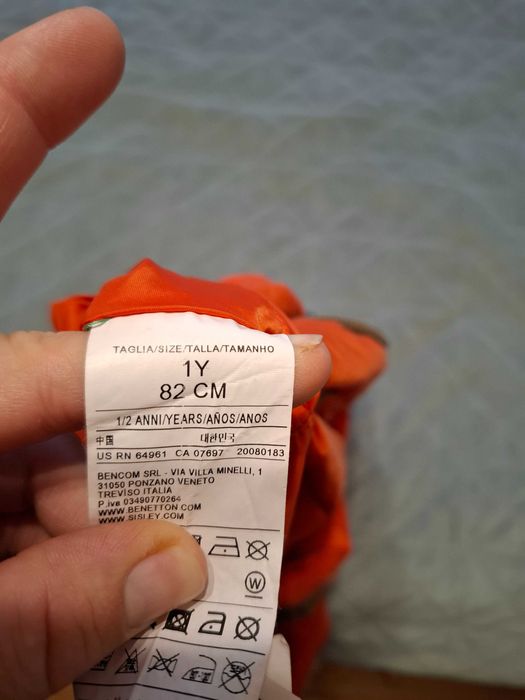 TAGLIA/SIZE/TALLA/TAMANHO
1Y
82 CM
1/2 ANNI/YEARS/AÑOS/ANOS
中国 대한민국
US RN 64961 CA 07697 20080183
BENCOM SRL - VIA VILLA MINELLI, 1
31050 PONZANO VENETO
TREVISO ITALIA
P.iva 03490770264
WWW.BENETTON.COM
WWW.SISLEY.COM
W